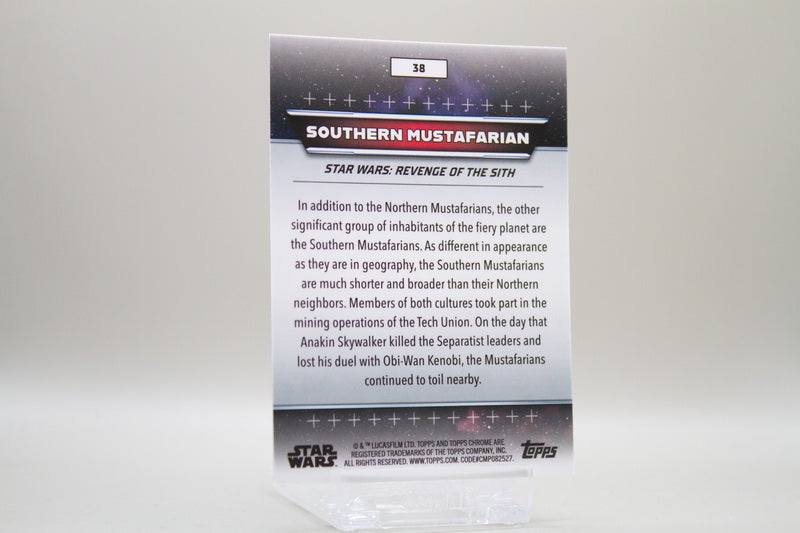 38
SOUTHERN MUSTAFARIAN
STAR WARS: REVENGE OF THE SITH
In addition to the Northern Mustafarians, the other
significant group of inhabitants of the fiery planet are
the Southern Mustafarians. As different in appearance
as they are in geography, the Southern Mustafarians
are much shorter and broader than their Northern
neighbors. Members of both cultures took part in the
mining operations of the Tech Union. On the day that
Anakin Skywalker killed the Separatist leaders and
lost his duel with Obi-Wan Kenobi, the Mustafarians
continued to toil nearby.
STAR
WARS
© & ™ LUCASFILM LTD. TOPPS AND TOPPS CHROME ARE
REGISTERED TRADEMARKS OF THE TOPPS COMPANY, INC.
ALL RIGHTS RESERVED. WWW.TOPPS.COM. CODE#CMP082527.
Topps